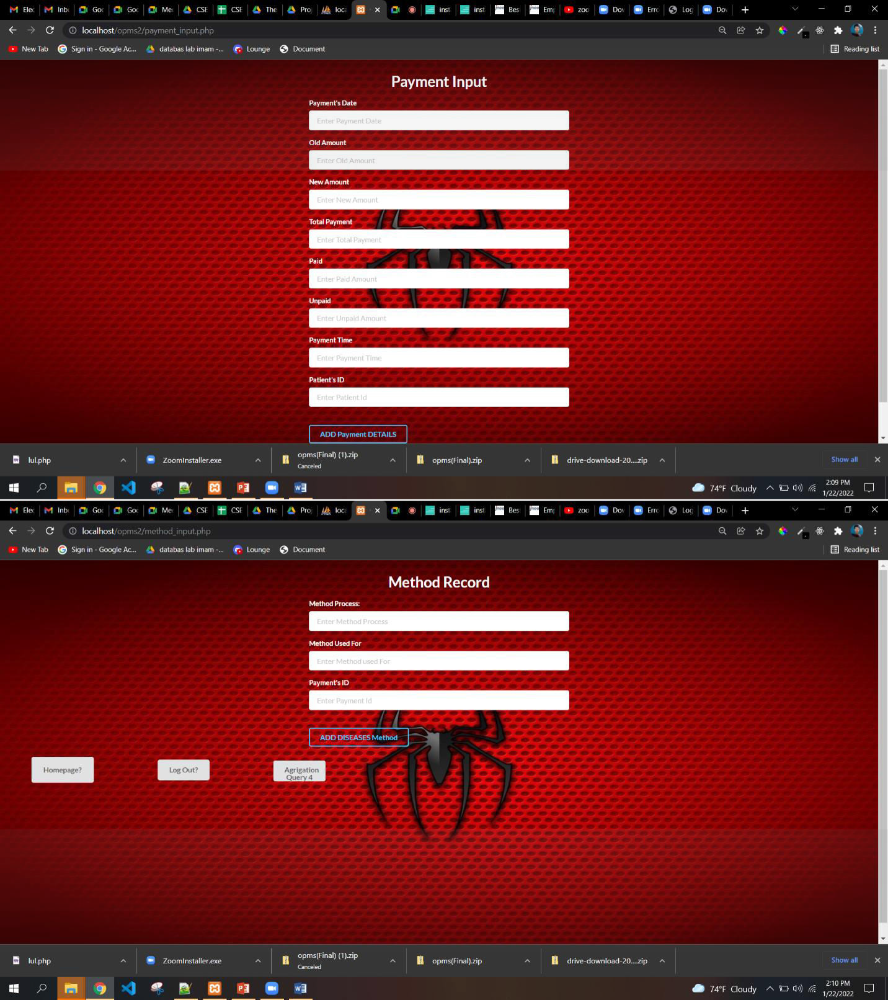 Elec Inb Goo Goo Mee CSE CSE The Proj loca inst inst Bes Emp zoo Dov Erro Log Dov
localhost/opms2/payment_input.php
New Tab Sign in - Google Ac... databas lab imam -... Lounge Document Reading list
Payment Input
Payment's Date
Enter Payment Date
Old Amount
Enter Old Amount
New Amount
Enter New Amount
Total Payment
Enter Total Payment
Paid
Enter Paid Amount
Unpaid
Enter Unpaid Amount
Payment Time
Enter Payment Time
Patient's ID
Enter Patient Id
ADD Payment DETAILS
lul.php ZoomInstaller.exe opms(Final) (1).zip opms(Final).zip drive-download-20....zip Show all
Canceled
74°F Cloudy 2:09 PM
1/22/2022
Elec Inb Goo Goo Mee CSE CSE The Proj loca inst inst Bes Emp zoo Dov Erro Log Dov
localhost/opms2/method_input.php
New Tab Sign in - Google Ac... databas lab imam -... Lounge Document Reading list
Method Record
Method Process:
Enter Method Process
Method Used For
Enter Method used For
Payment's ID
Enter Payment Id
ADD DISEASES Method
Homepage? Log Out? Agrigation
Query 4
lul.php ZoomInstaller.exe opms(Final) (1).zip opms(Final).zip drive-download-20....zip Show all
Canceled
74°F Cloudy 2:10 PM
1/22/2022